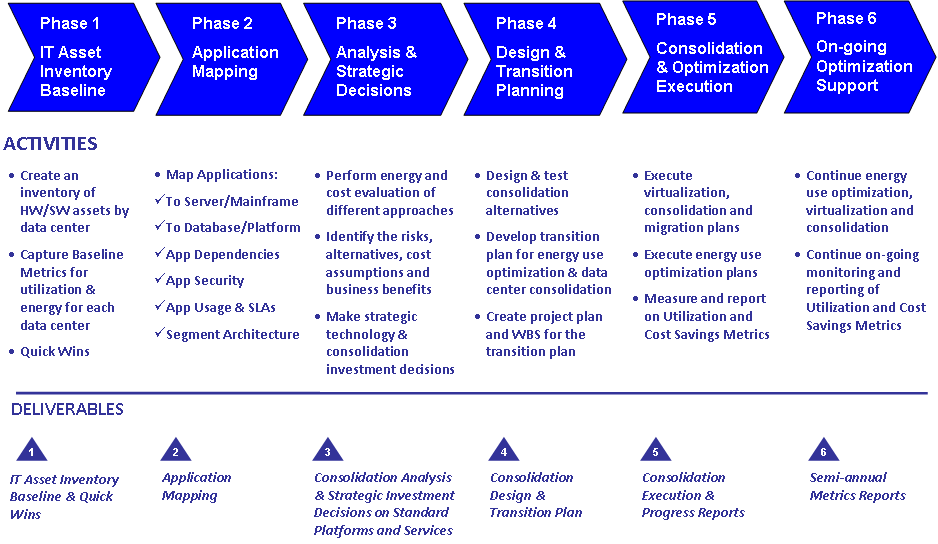 Phase 1
IT Asset
Inventory
Baseline
Phase 2
Application
Mapping
Phase 3
Analysis &
Strategic
Decisions
Phase 4
Design &
Transition
Planning
Phase 5
Consolidation
& Optimization
Execution
Phase 6
On-going
Optimization
Support
ACTIVITIES
• Create an
inventory of
HW/SW assets by
data center
• Capture Baseline
Metrics for
utilization &
energy for each
data center
• Quick Wins
• Map Applications:
✓To Server/Mainframe
✓To Database/Platform
✓App Dependencies
✓App Security
✓App Usage & SLAs
✓Segment Architecture
• Perform energy and
cost evaluation of
different approaches
• Identify the risks,
alternatives, cost
assumptions and
business benefits
• Make strategic
technology &
consolidation
investment decisions
• Design & test
consolidation
alternatives
• Develop transition
plan for energy use
optimization & data
center consolidation
• Create project plan
and WBS for the
transition plan
• Execute
virtualization,
consolidation and
migration plans
• Execute energy use
optimization plans
• Measure and report
on Utilization and
Cost Savings Metrics
• Continue energy
use optimization,
virtualization and
consolidation
• Continue on-going
monitoring and
reporting of
Utilization and Cost
Savings Metrics
DELIVERABLES
1
IT Asset Inventory
Baseline & Quick
Wins
2
Application
Mapping
3
Consolidation Analysis
& Strategic Investment
Decisions on Standard
Platforms and Services
4
Consolidation
Design &
Transition Plan
5
Consolidation
Execution &
Progress Reports
6
Semi-annual
Metrics Reports